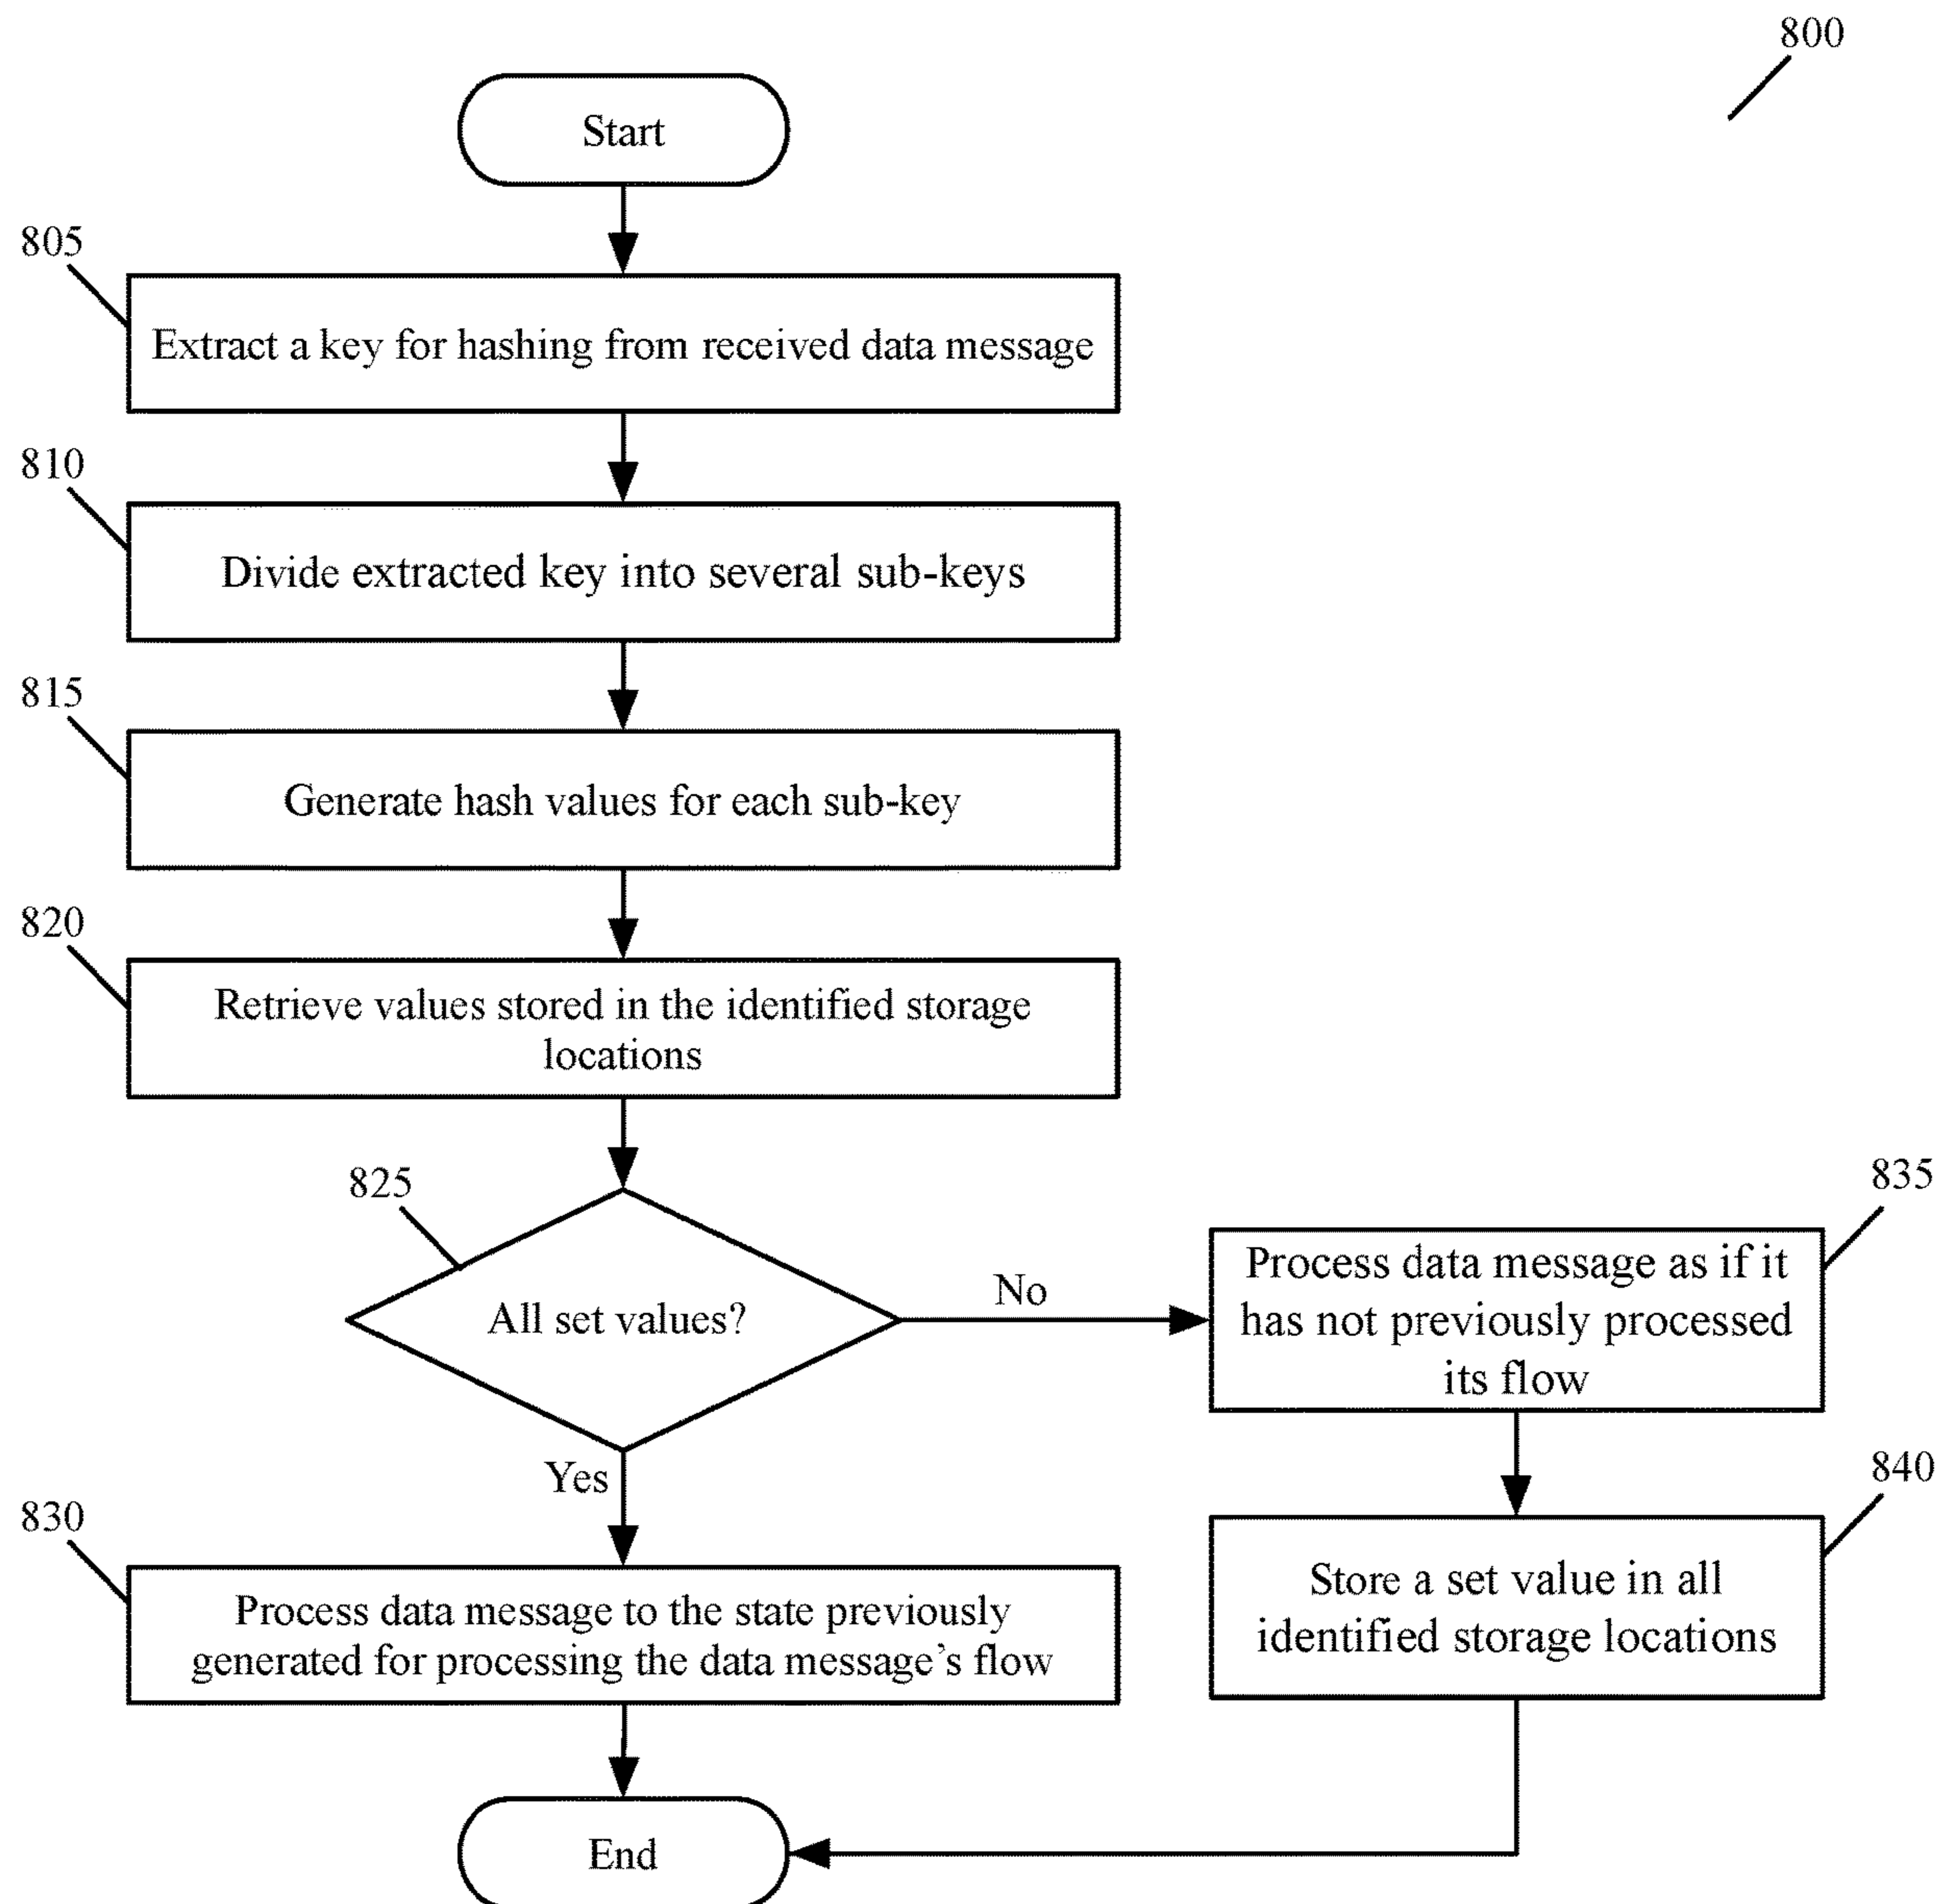 800
Start
805
Extract a key for hashing from received data message
810
Divide extracted key into several sub-keys
815
Generate hash values for each sub-key
820
Retrieve values stored in the identified storage
locations
825
All set values?
No
835
Process data message as if it
has not previously processed
its flow
Yes
840
Store a set value in all
identified storage locations
830
Process data message to the state previously
generated for processing the data message’s flow
End